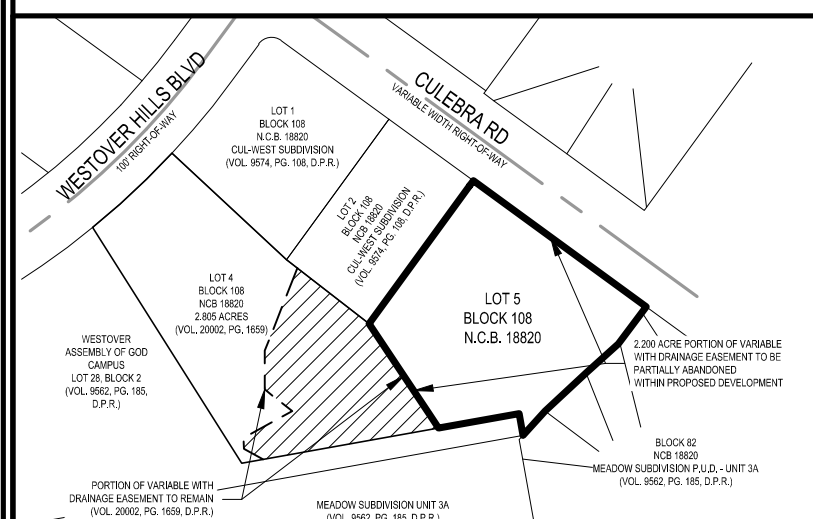 WESTOVER HILLS BLVD
100' RIGHT-OF-WAY
CULEBRA RD
VARIABLE WIDTH RIGHT-OF-WAY
LOT 1
BLOCK 108
N.C.B. 18820
CUL-WEST SUBDIVISION
(VOL. 9574, PG. 108, D.P.R.)
LOT 2
BLOCK 108
NCB 18820
CUL-WEST SUBDIVISION
(VOL. 9574, PG. 108, D.P.R.)
LOT 4
BLOCK 108
NCB 18820
2.805 ACRES
(VOL. 20002, PG. 1659)
LOT 5
BLOCK 108
N.C.B. 18820
WESTOVER
ASSEMBLY OF GOD
CAMPUS
LOT 28, BLOCK 2
(VOL. 9562, PG. 185,
D.P.R.)
2.200 ACRE PORTION OF VARIABLE
WITH DRAINAGE EASEMENT TO BE
PARTIALLY ABANDONED
WITHIN PROPOSED DEVELOPMENT
BLOCK 82
NCB 18820
MEADOW SUBDIVISION P.U.D. - UNIT 3A
(VOL. 9562, PG. 185, D.P.R.)
PORTION OF VARIABLE WITH
DRAINAGE EASEMENT TO REMAIN
(VOL. 20002, PG. 1659, D.P.R.)
MEADOW SUBDIVISION UNIT 3A
(VOL. 9562, PG. 185, D.P.R.)